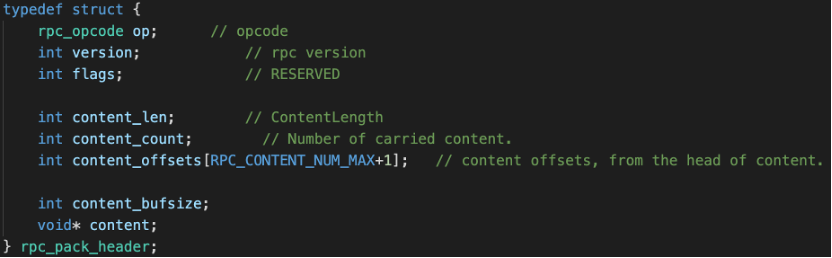 typedef struct {
    rpc_opcode op;      // opcode
    int version;            // rpc version
    int flags;              // RESERVED
    int content_len;        // ContentLength
    int content_count;        // Number of carried content.
    int content_offsets[RPC_CONTENT_NUM_MAX+1];   // content offsets, from the head of content.
    int content_bufsize;
    void* content;
} rpc_pack_header;